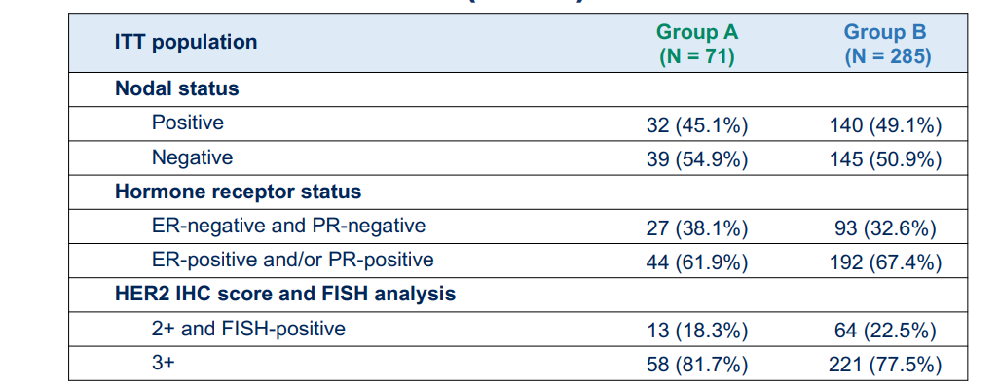 ITT population Group A (N = 71) Group B (N = 285)
Nodal status
Positive 32 (45.1%) 140 (49.1%)
Negative 39 (54.9%) 145 (50.9%)
Hormone receptor status
ER-negative and PR-negative 27 (38.1%) 93 (32.6%)
ER-positive and/or PR-positive 44 (61.9%) 192 (67.4%)
HER2 IHC score and FISH analysis
2+ and FISH-positive 13 (18.3%) 64 (22.5%)
3+ 58 (81.7%) 221 (77.5%)